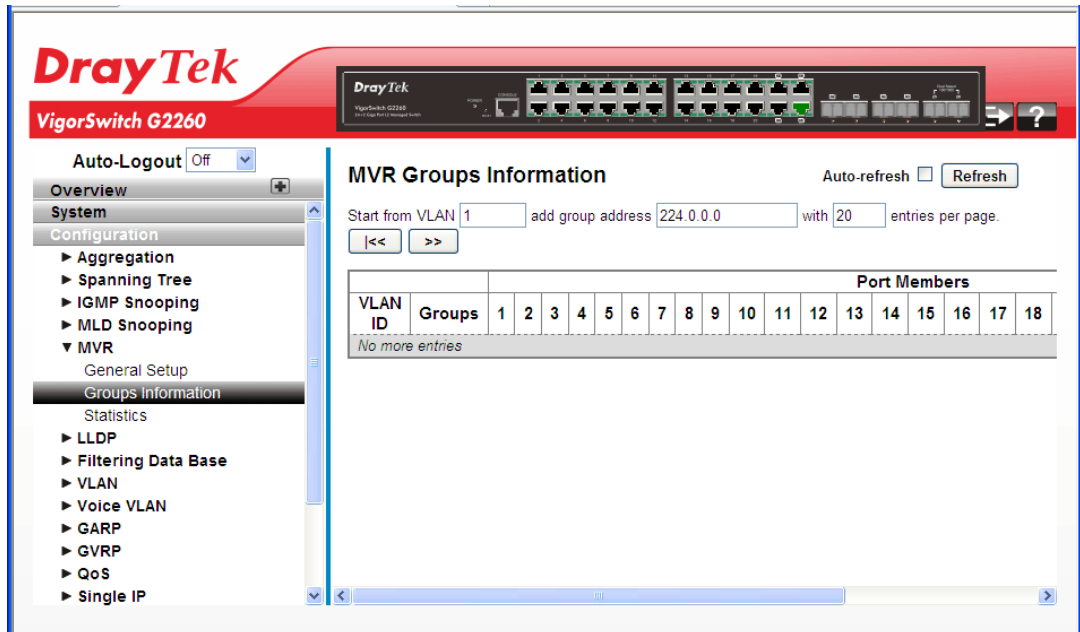 DrayTek
VigorSwitch G2260
DrayTek
VigorSwitch G2260
CONSOLE
Auto-Logout Off
Overview
System
Configuration
Aggregation
Spanning Tree
IGMP Snooping
MLD Snooping
MVR
General Setup
Groups Information
Statistics
LLDP
Filtering Data Base
VLAN
Voice VLAN
GARP
GVRP
QoS
Single IP
MVR Groups Information
Auto-refresh Refresh
Start from VLAN 1 add group address 224.0.0.0 with 20 entries per page.
|<< >>
Port Members
VLAN ID Groups 1 2 3 4 5 6 7 8 9 10 11 12 13 14 15 16 17 18
No more entries